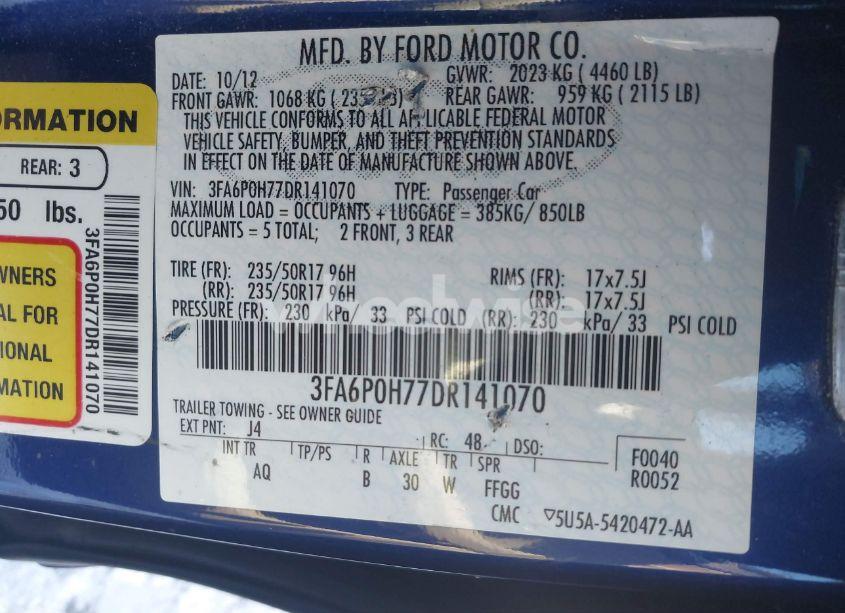 ORMATION
REAR: 3
50 lbs.
3FA6P0H77DR141070
WNERS
AL FOR
IONAL
MATION
MFD. BY FORD MOTOR CO.
DATE: 10/12 GVWR: 2023 KG ( 4460 LB)
FRONT GAWR: 1068 KG ( REAR GAWR: 959 KG ( 2115 LB)
THIS VEHICLE CONFORMS TO ALL APPLICABLE FEDERAL MOTOR
VEHICLE SAFETY, BUMPER, AND THEFT PREVENTION STANDARDS
IN EFFECT ON THE DATE OF MANUFACTURE SHOWN ABOVE.
VIN: 3FA6P0H77DR141070 TYPE: Passenger Car
MAXIMUM LOAD = OCCUPANTS + LUGGAGE = 385KG/ 850LB
OCCUPANTS = 5 TOTAL; 2 FRONT, 3 REAR
TIRE (FR): 235/50R17 96H RIMS (FR): 17x7.5J
(RR): 235/50R17 96H (RR): 17x7.5J
PRESSURE (FR): 230 kPa/ 33 PSI COLD (RR): 230 kPa/ 33 PSI COLD
3FA6P0H77DR141070
TRAILER TOWING - SEE OWNER GUIDE
EXT PNT: J4 RC: 48 DSO: F0040
INT TR TP/PS R AXLE TR SPR R0052
AQ B 30 W FFGG
CMC ▽5U5A-5420472-AA